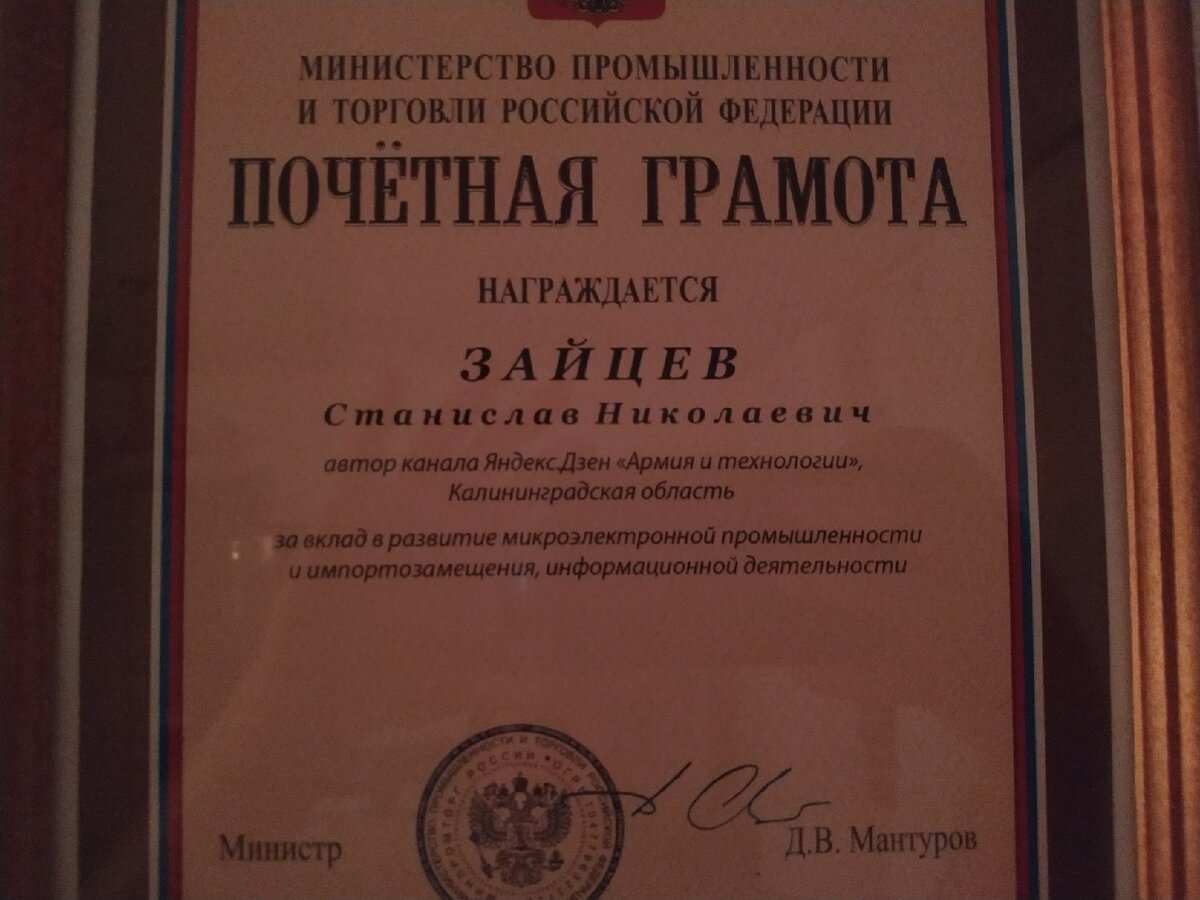 МИНИСТЕРСТВО ПРОМЫШЛЕННОСТИ
И ТОРГОВЛИ РОССИЙСКОЙ ФЕДЕРАЦИИ
ПОЧЁТНАЯ ГРАМОТА
НАГРАЖДАЕТСЯ
ЗАЙЦЕВ
Станислав Николаевич
автор канала Яндекс.Дзен «Армия и технологии»,
Калининградская область
за вклад в развитие микроэлектронной промышленности
и импортозамещения, информационной деятельности
Министр
Д.В. Мантуров